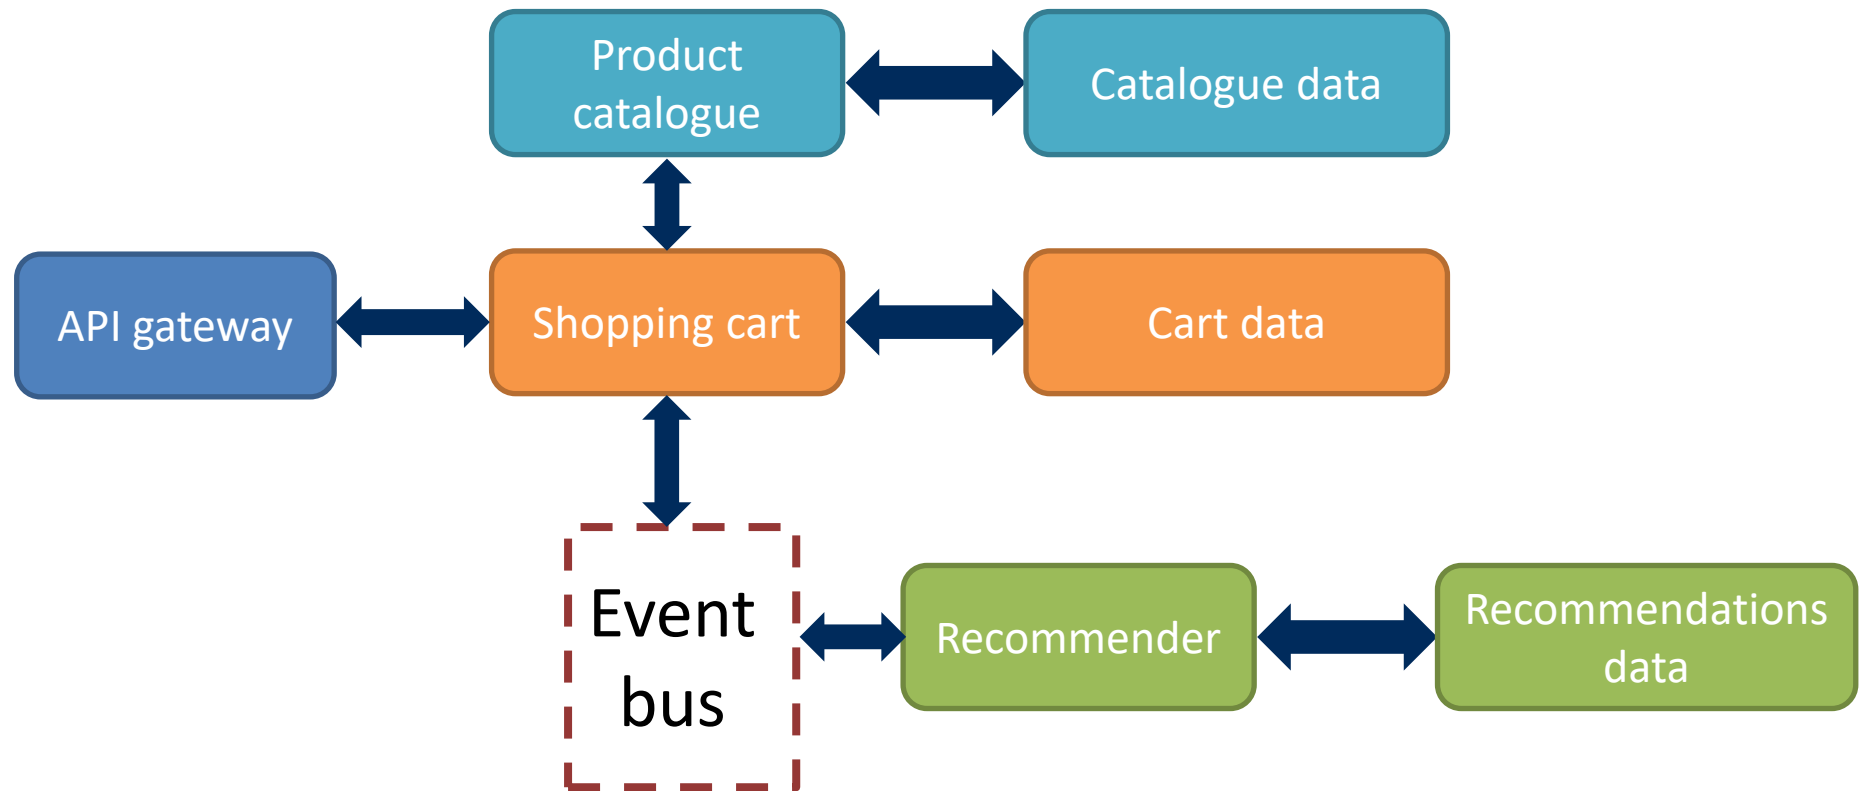 Product
catalogue
Catalogue data
API gateway
Shopping cart
Cart data
Event
bus
Recommender
Recommendations
data